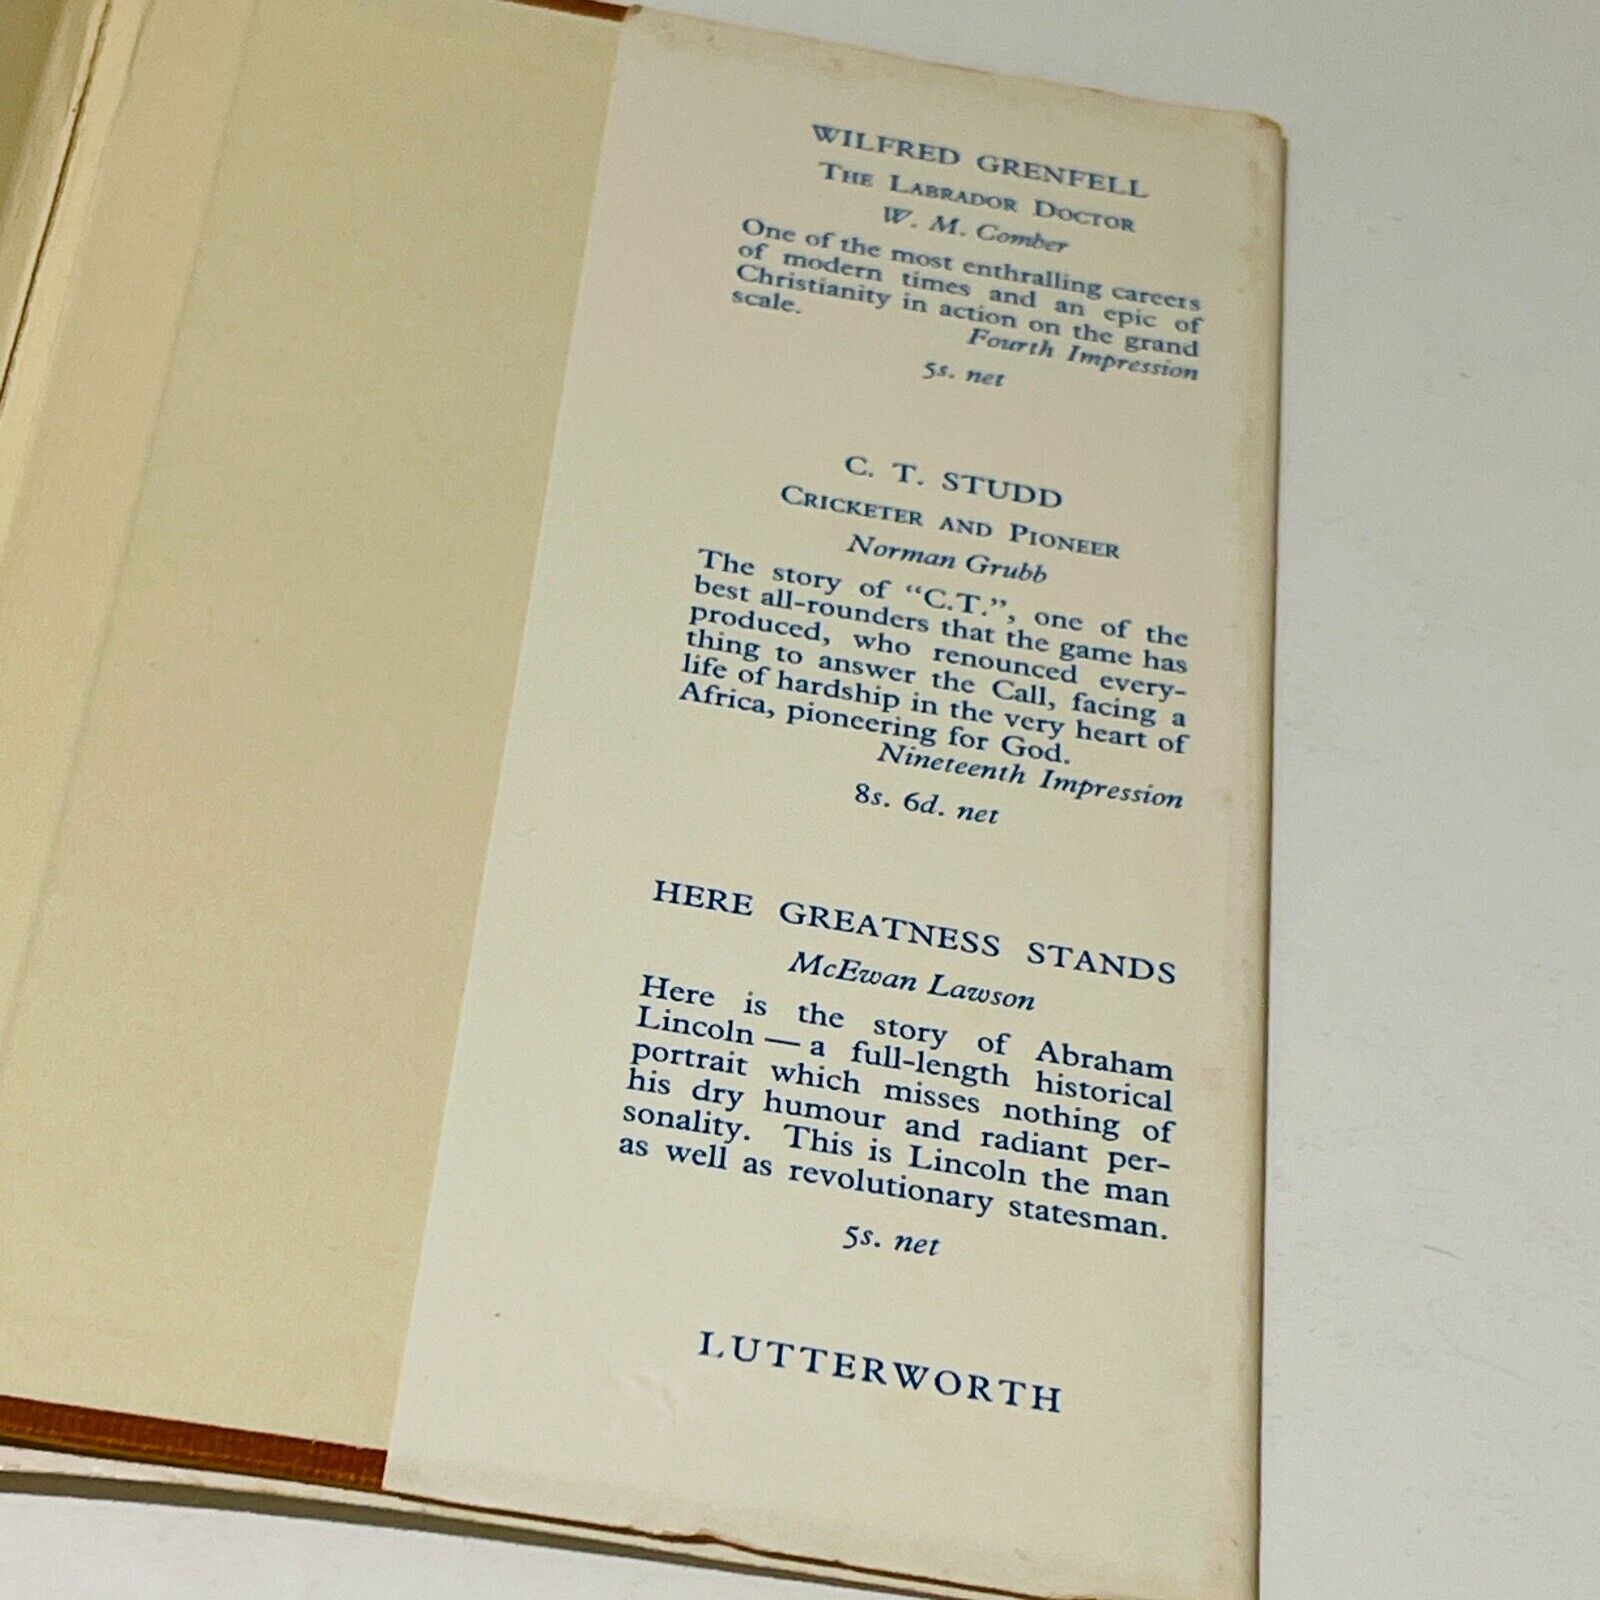 WILFRED GRENFELL
THE LABRADOR DOCTOR
W. M. Comber
One of the most enthralling careers
of modern times and an epic of
Christianity in action on the grand
scale.
Fourth Impression
5s. net
C. T. STUDD
CRICKETER AND PIONEER
Norman Grubb
The story of “C.T.”, one of the
best all-rounders that the game has
produced, who renounced every-
thing to answer the Call, facing a
life of hardship in the very heart of
Africa, pioneering for God.
Nineteenth Impression
8s. 6d. net
HERE GREATNESS STANDS
McEwan Lawson
Here is the story of Abraham
Lincoln — a full-length historical
portrait which misses nothing of
his dry humour and radiant per-
sonality. This is Lincoln the man
as well as revolutionary statesman.
5s. net
LUTTERWORTH